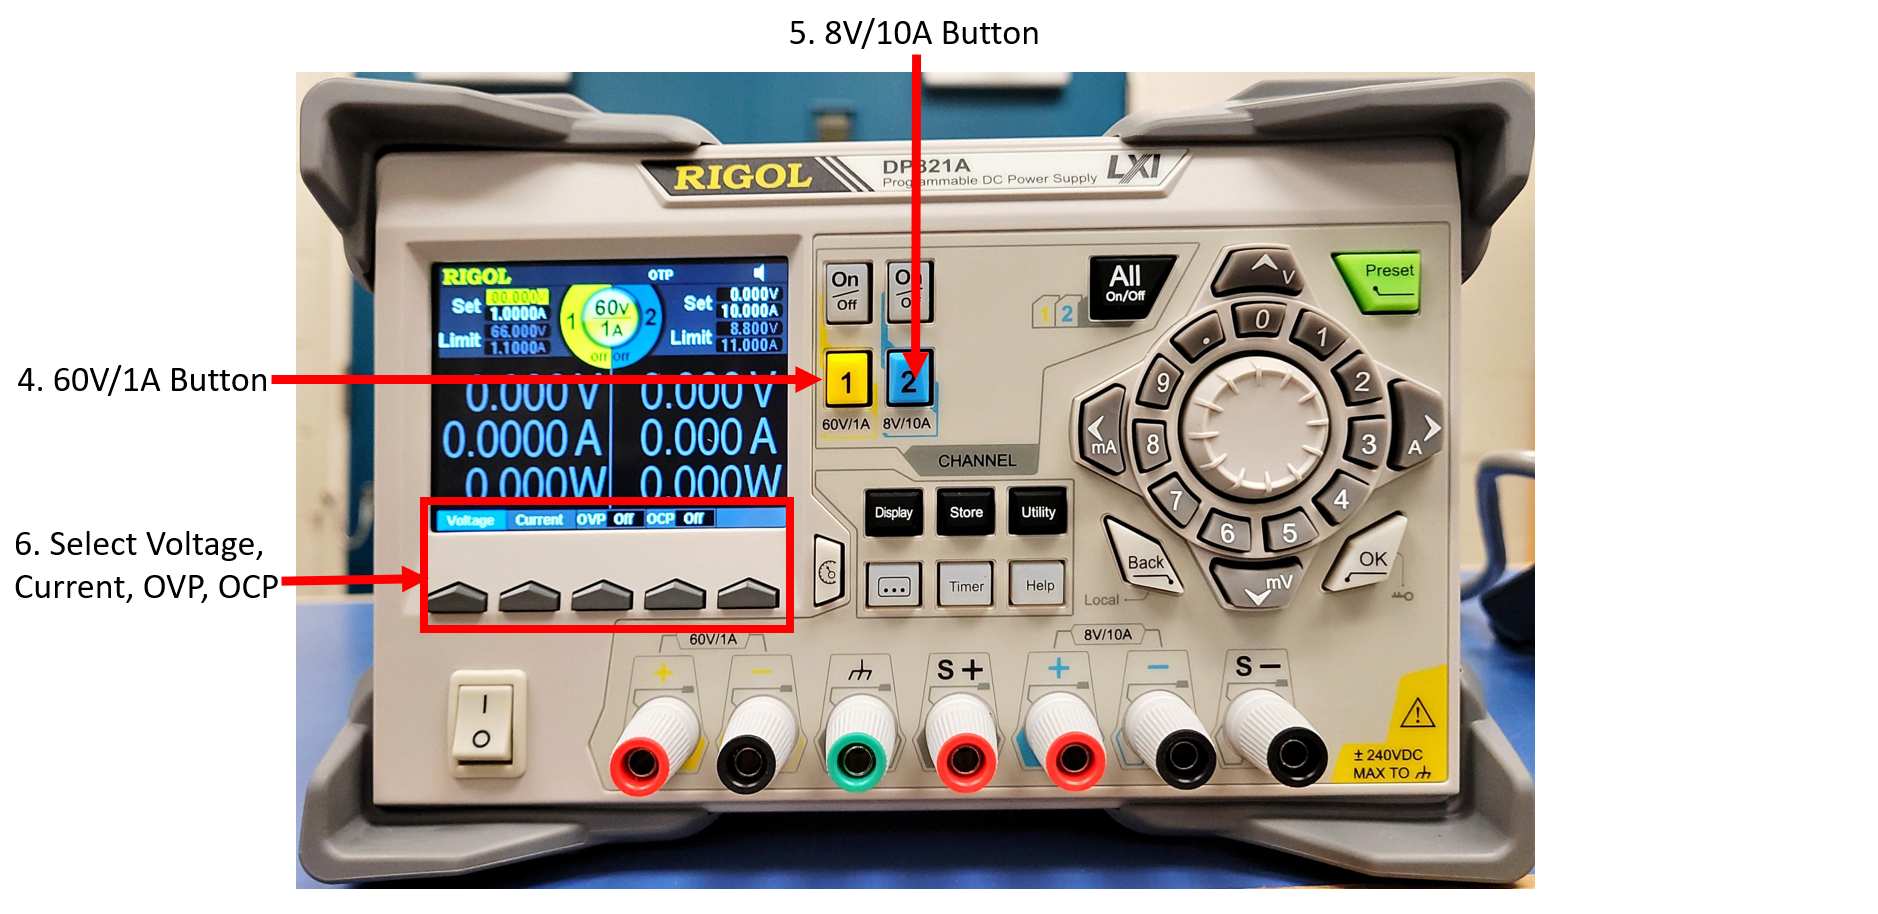 5. 8V/10A Button
RIGOL
DP821A
Programmable DC Power Supply
LXI
RIGOL
OTP
Set
00.000V
1.0000A
Limit
66.000V
1.1000A
1
60V
1A
2
off off
Set
0.000V
10.000A
Limit
8.800V
11.000A
0.000 V
0.0000 A
0.000W
0.000 V
0.000 A
0.000W
Voltage Current OVP Off OCP Off
On
Off
On
Off
1
2
60V/1A
8V/10A
CHANNEL
1 2
All
On/Off
Preset
V
0
1
2
3
4
5
6
7
8
9
.
mA
A
mV
Back
OK
Local
Display
Store
Utility
...
Timer
Help
4. 60V/1A Button
6. Select Voltage,
Current, OVP, OCP
60V/1A
8V/10A
+
−
S +
+
−
S −
I
O
± 240VDC
MAX TO